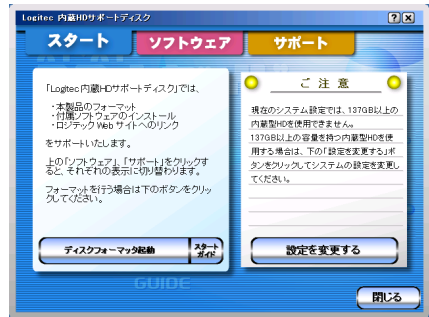 Logitec 内蔵HDサポートディスク
スタート
ソフトウェア
サポート
「Logitec内蔵HDサポートディスク」では、
・本製品のフォーマット
・付属ソフトウェアのインストール
・ロジテックWebサイトへのリンク
をサポートいたします。
上の「ソフトウェア」、「サポート」をクリックす
ると、それぞれの表示に切り替わります。
フォーマットを行う場合は下のボタンをクリッ
クしてください。
ディスクフォーマッタ起動
スタート
ガイド
ご 注 意
現在のシステム設定では、137GB以上の
内蔵型HDを使用できません。
137GB以上の容量を持つ内蔵型HDを使
用する場合は、下の「設定を変更する」ボ
タンをクリックしてシステムの設定を変更し
てください。
設定を変更する
GUIDE
閉じる